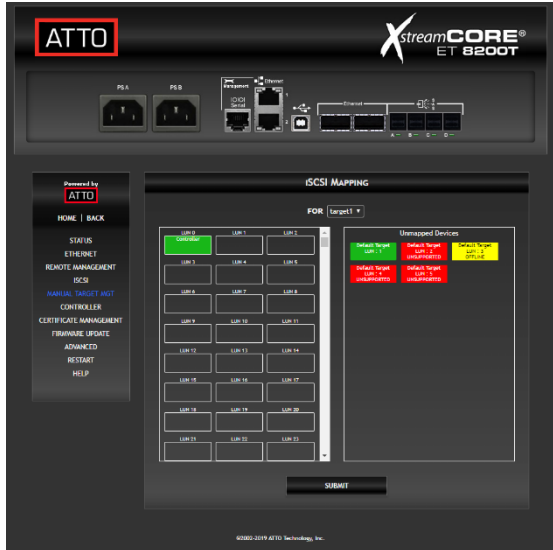 ATTO
XstreamCORE®
ET 8200T
PS A
PS B
Management
Ethernet
IOIOI
Serial
1
2
Ethernet
A
B
C
D
Powered by
ATTO
HOME | BACK
STATUS
ETHERNET
REMOTE MANAGEMENT
ISCSI
MANUAL TARGET MGT
CONTROLLER
CERTIFICATE MANAGEMENT
FIRMWARE UPDATE
ADVANCED
RESTART
HELP
ISCSI MAPPING
FOR target1
LUN 0 LUN 1 LUN 2
Controller
LUN 3 LUN 4 LUN 5
LUN 6 LUN 7 LUN 8
LUN 9 LUN 10 LUN 11
LUN 12 LUN 13 LUN 14
LUN 15 LUN 16 LUN 17
LUN 18 LUN 19 LUN 20
LUN 21 LUN 22 LUN 23
Unmapped Devices
Default Target
LUN : 1
Default Target
LUN : 2
UNSUPPORTED
Default Target
LUN : 3
OFFLINE
Default Target
LUN : 4
UNSUPPORTED
Default Target
LUN : 5
UNSUPPORTED
SUBMIT
©2002-2019 ATTO Technology, Inc.